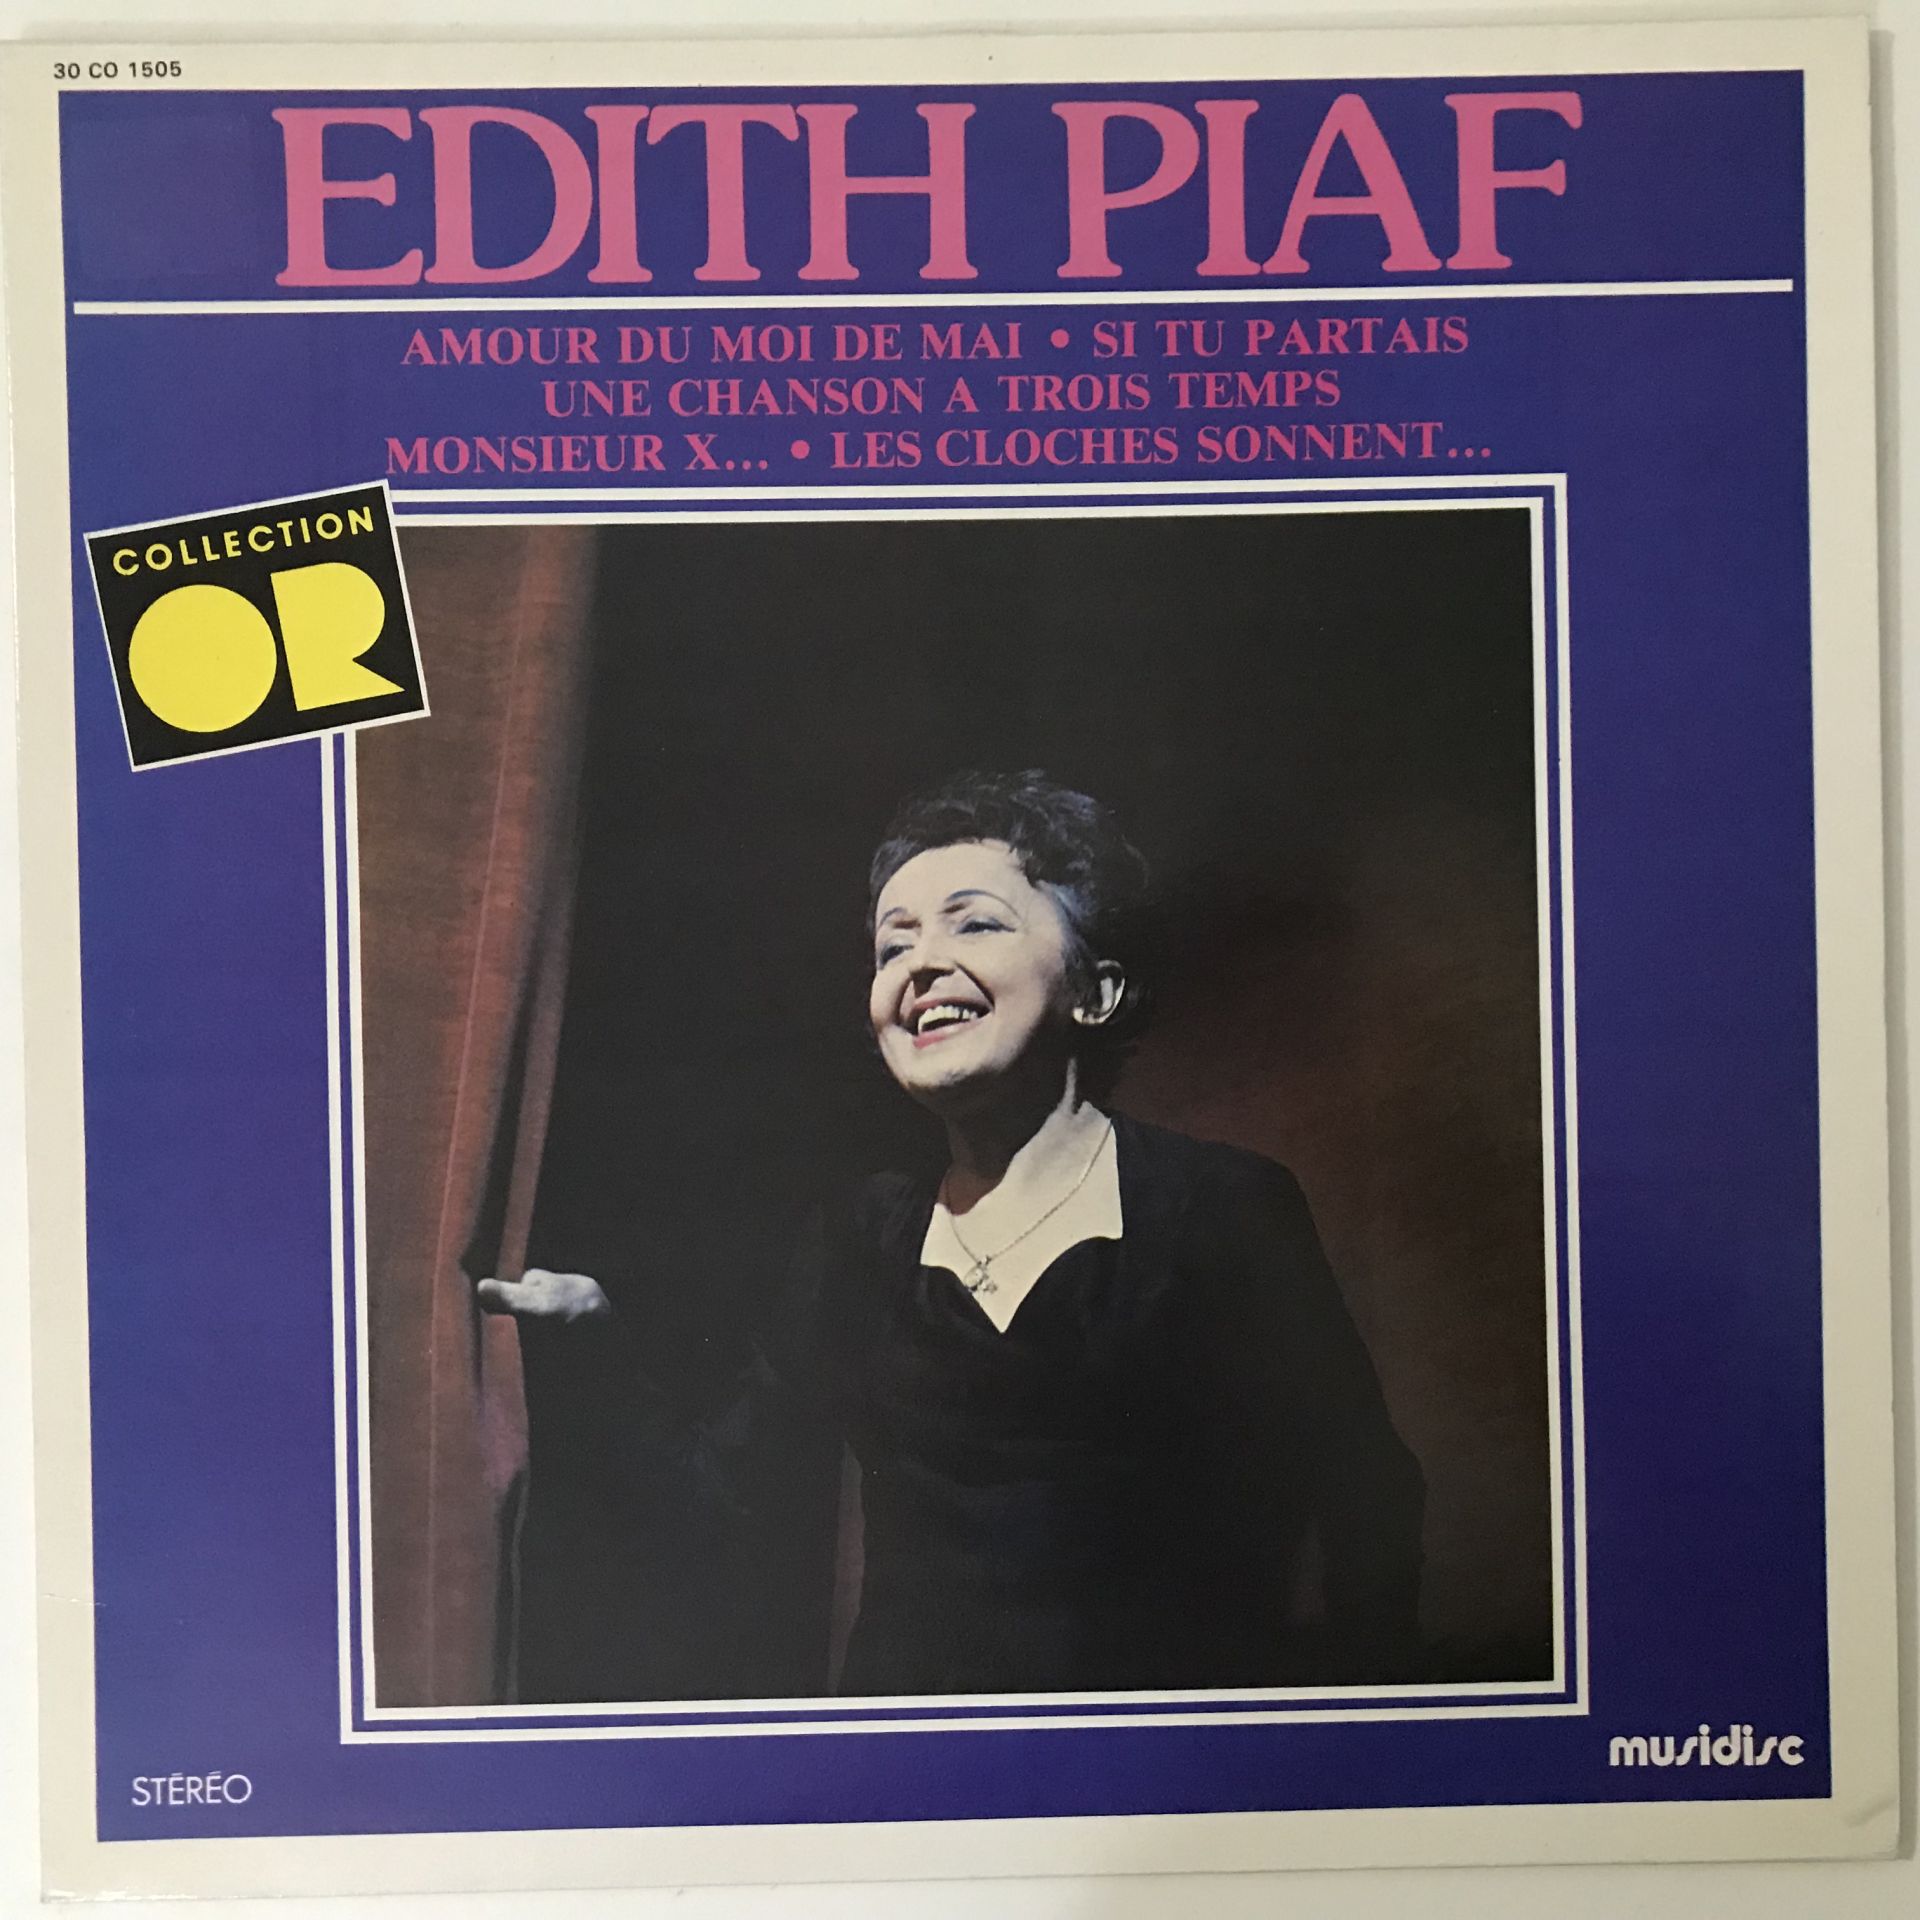 30 CO 1505
EDITH PIAF
AMOUR DU MOI DE MAI • SI TU PARTAIS
UNE CHANSON A TROIS TEMPS
MONSIEUR X... • LES CLOCHES SONNENT...
COLLECTION
OR
STÉRÉO
musidisc